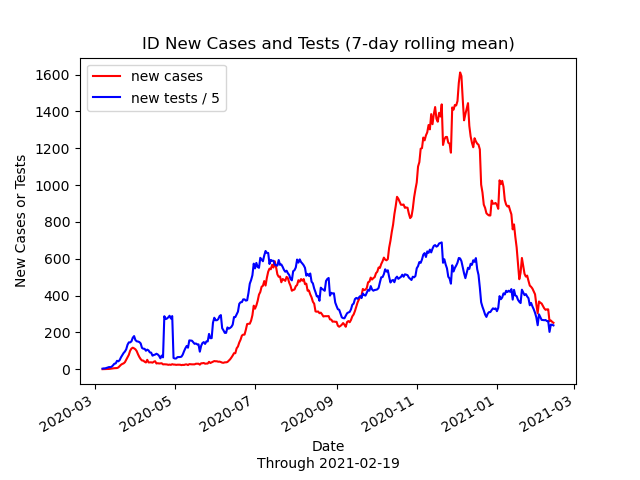 ID New Cases and Tests (7-day rolling mean)
new cases
new tests / 5
New Cases or Tests
1600
1400
1200
1000
800
600
400
200
0
2020-03
2020-05
2020-07
2020-09
2020-11
2021-01
2021-03
Date
Through 2021-02-19